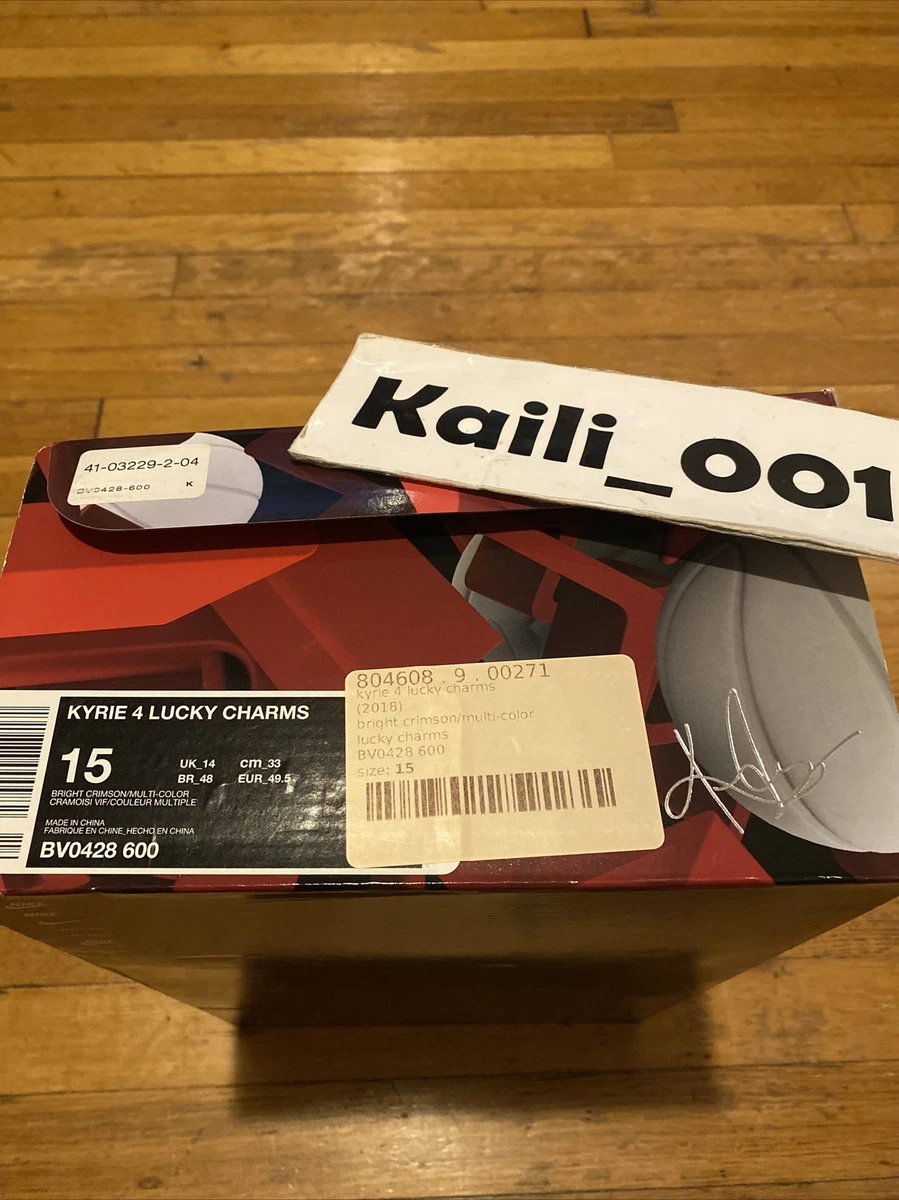 Kaili_001
41-03229-2-04
BV0428-600 K
804608 . 9 . 00271
kyrie 4 lucky charms
(2018)
bright crimson/multi-color
lucky charms
BV0428 600
size: 15
KYRIE 4 LUCKY CHARMS
15
UK_14 cm_33
BR_48 EUR_49.5
BRIGHT CRIMSON/MULTI-COLOR
CRAMOISI VIF/COULEUR MULTIPLE
MADE IN CHINA
FABRIQUE EN CHINE_HECHO EN CHINA
BV0428 600
NIKE
NIKE